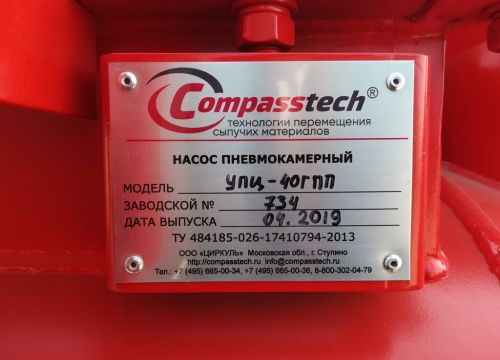 Compasstech®
технологии перемещения
сыпучих материалов
НАСОС ПНЕВМОКАМЕРНЫЙ
МОДЕЛЬ УПЦ-40ГПП
ЗАВОДСКОЙ № 734
ДАТА ВЫПУСКА 04.2019
ТУ 484185-026-17410794-2013
ООО «ЦИРКУЛЬ» Московская обл., г. Ступино
http://compasstech.ru info@compasstech.ru
Тел.: +7 (495) 665-00-34, +7 (495) 665-00-36, 8-800-302-04-79